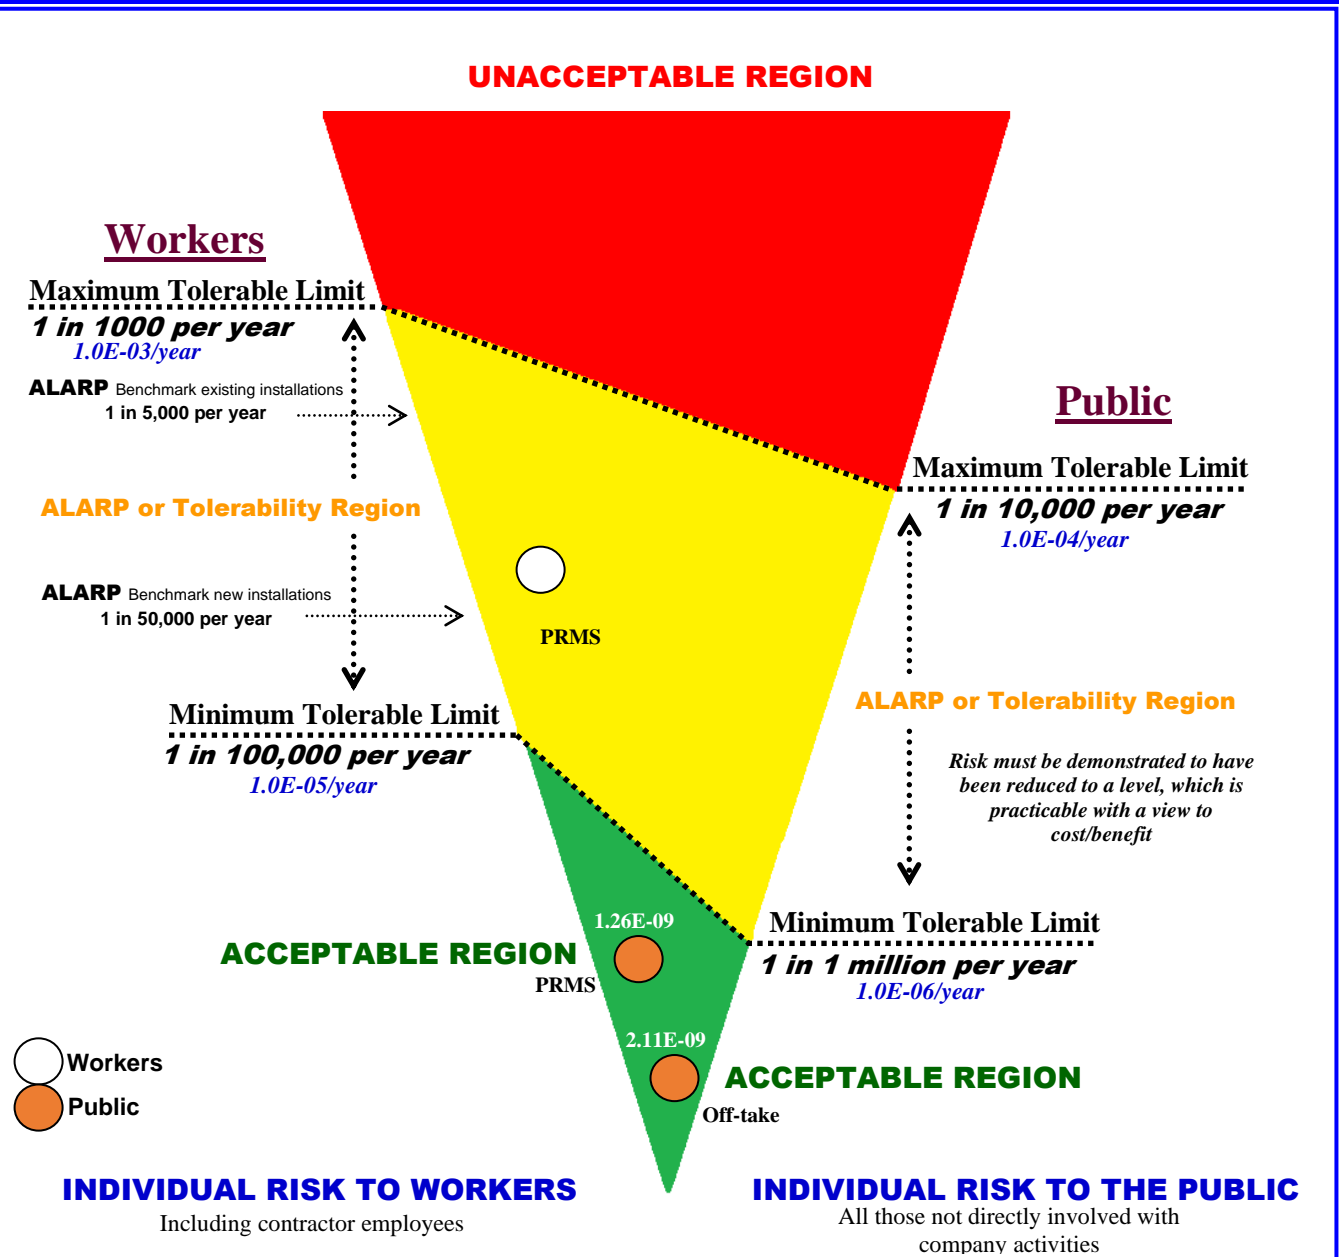 UNACCEPTABLE REGION
Workers
Maximum Tolerable Limit
1 in 1000 per year
1.0E-03/year
ALARP Benchmark existing installations
1 in 5,000 per year
ALARP or Tolerability Region
ALARP Benchmark new installations
1 in 50,000 per year
Minimum Tolerable Limit
1 in 100,000 per year
1.0E-05/year
Public
Maximum Tolerable Limit
1 in 10,000 per year
1.0E-04/year
PRMS
ALARP or Tolerability Region
Risk must be demonstrated to have
been reduced to a level, which is
practicable with a view to
cost/benefit
Minimum Tolerable Limit
1 in 1 million per year
1.0E-06/year
1.26E-09
ACCEPTABLE REGION
PRMS
2.11E-09
ACCEPTABLE REGION
Off-take
Workers
Public
INDIVIDUAL RISK TO WORKERS
Including contractor employees
INDIVIDUAL RISK TO THE PUBLIC
All those not directly involved with
company activities